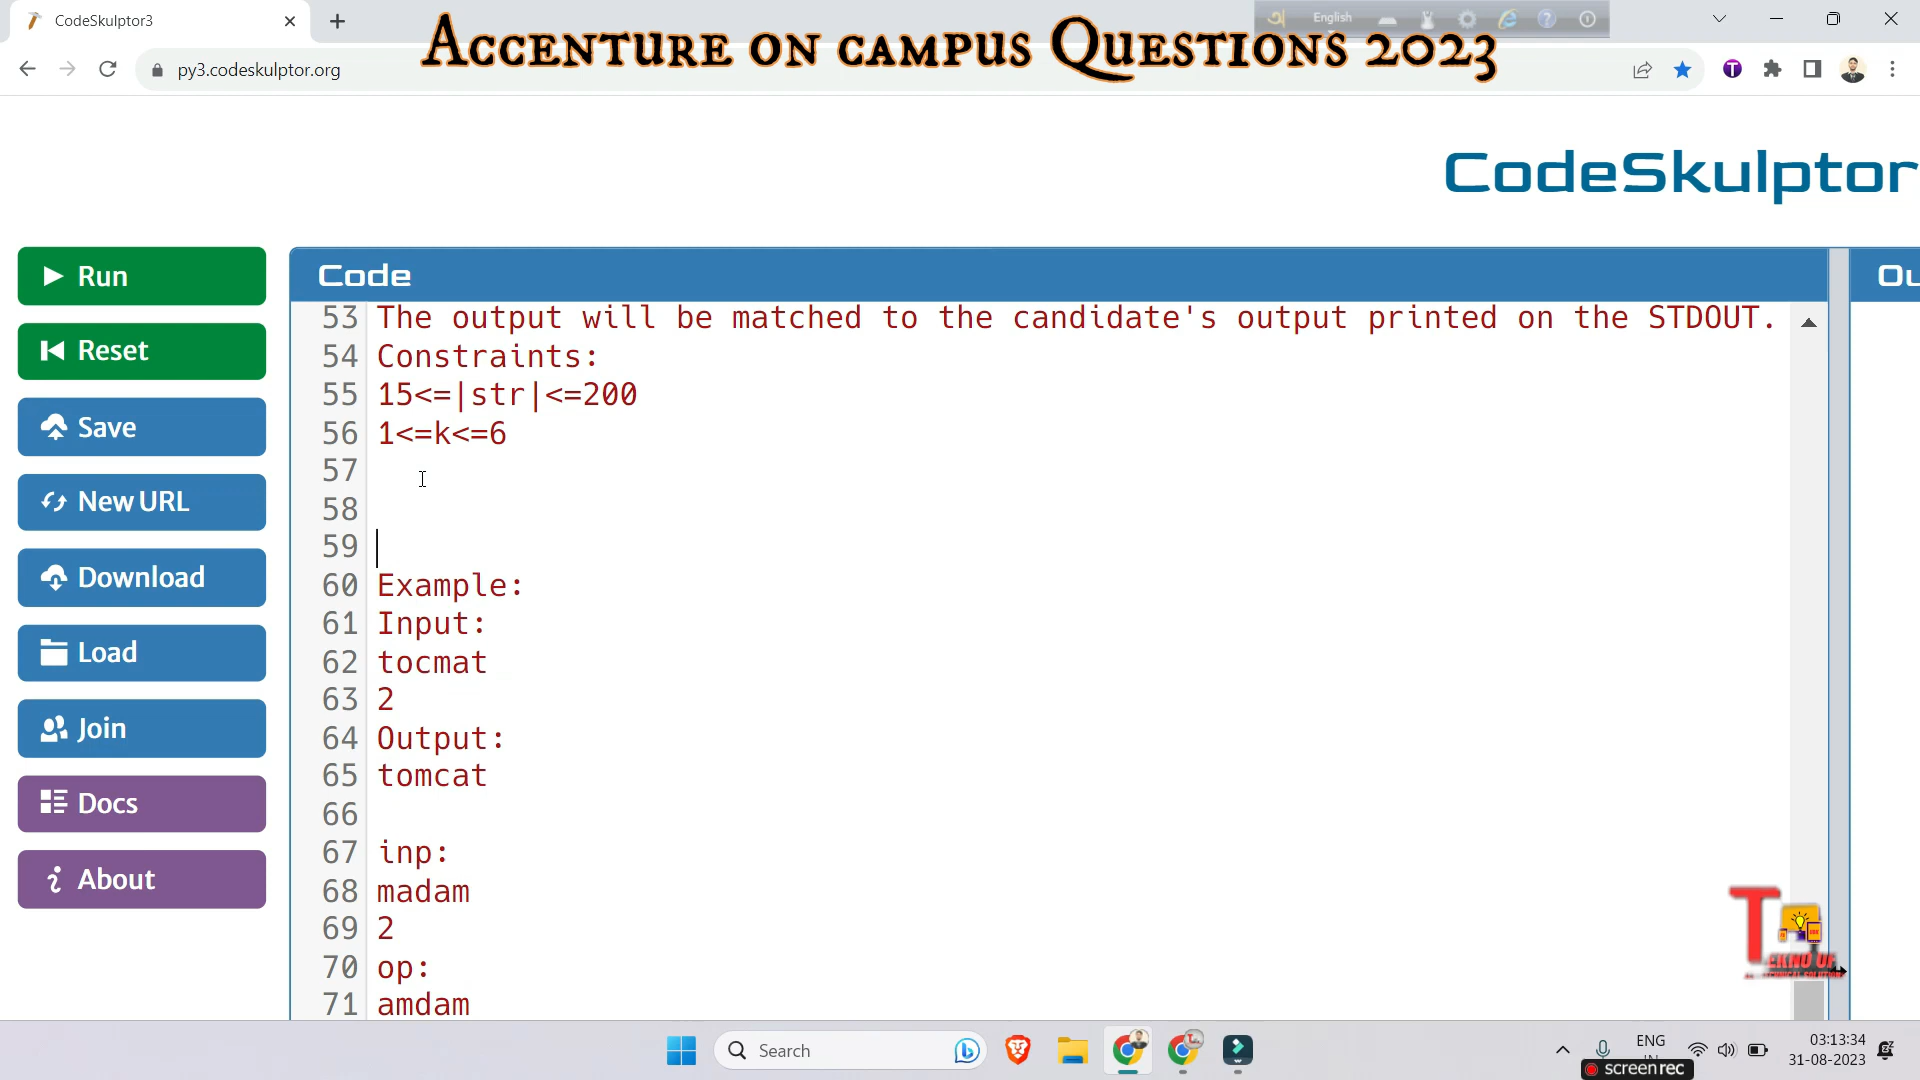 CodeSkulptor3
Accenture on campus Questions 2023
English
py3.codeskulptor.org
CodeSkulptor
Run
Reset
Save
New URL
Download
Load
Join
Docs
About
Code
Ou
53 The output will be matched to the candidate's output printed on the STDOUT.
54 Constraints:
55 15<=|str|<=200
56 1<=k<=6
57
58
59
60 Example:
61 Input:
62 tocmat
63 2
64 Output:
65 tomcat
66
67 inp:
68 madam
69 2
70 op:
71 amdam
Search
ENG
03:13:34
31-08-2023
screen rec